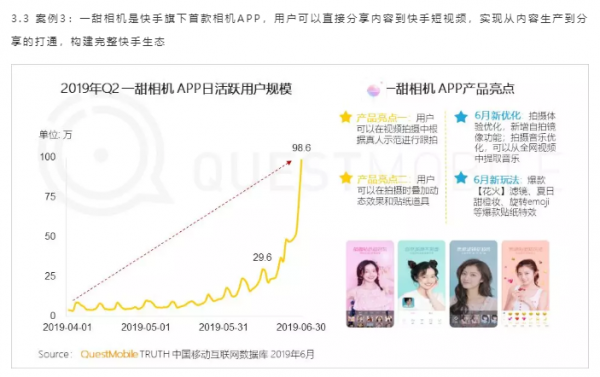 3.3 案例3：一甜相机是快手旗下首款相机APP，用户可以直接分享内容到快手短视频，实现从内容生产到分
享的打通，构建完整快手生态
2019年Q2 一甜相机 APP日活跃用户规模
单位: 万
100
75
50
25
0
98.6
29.6
2019-04-01
2019-05-01
2019-05-31
2019-06-30
一甜相机 APP产品亮点
产品亮点一：用户
可以在视频拍摄中根
据真人示范进行跟拍
6月新优化：拍摄体
验优化，新增自拍镜
像功能；拍摄音乐优
化，可以从全网视频
中提取音乐
产品亮点二：用户
可以在拍摄时叠加动
态效果和贴纸道具
6月新玩法：爆款
【花火】滤镜、夏日
甜橙妆、旋转emoji
等爆款贴纸特效
QUESTMOBILE
Source：QuestMobile TRUTH 中国移动互联网数据库 2019年6月